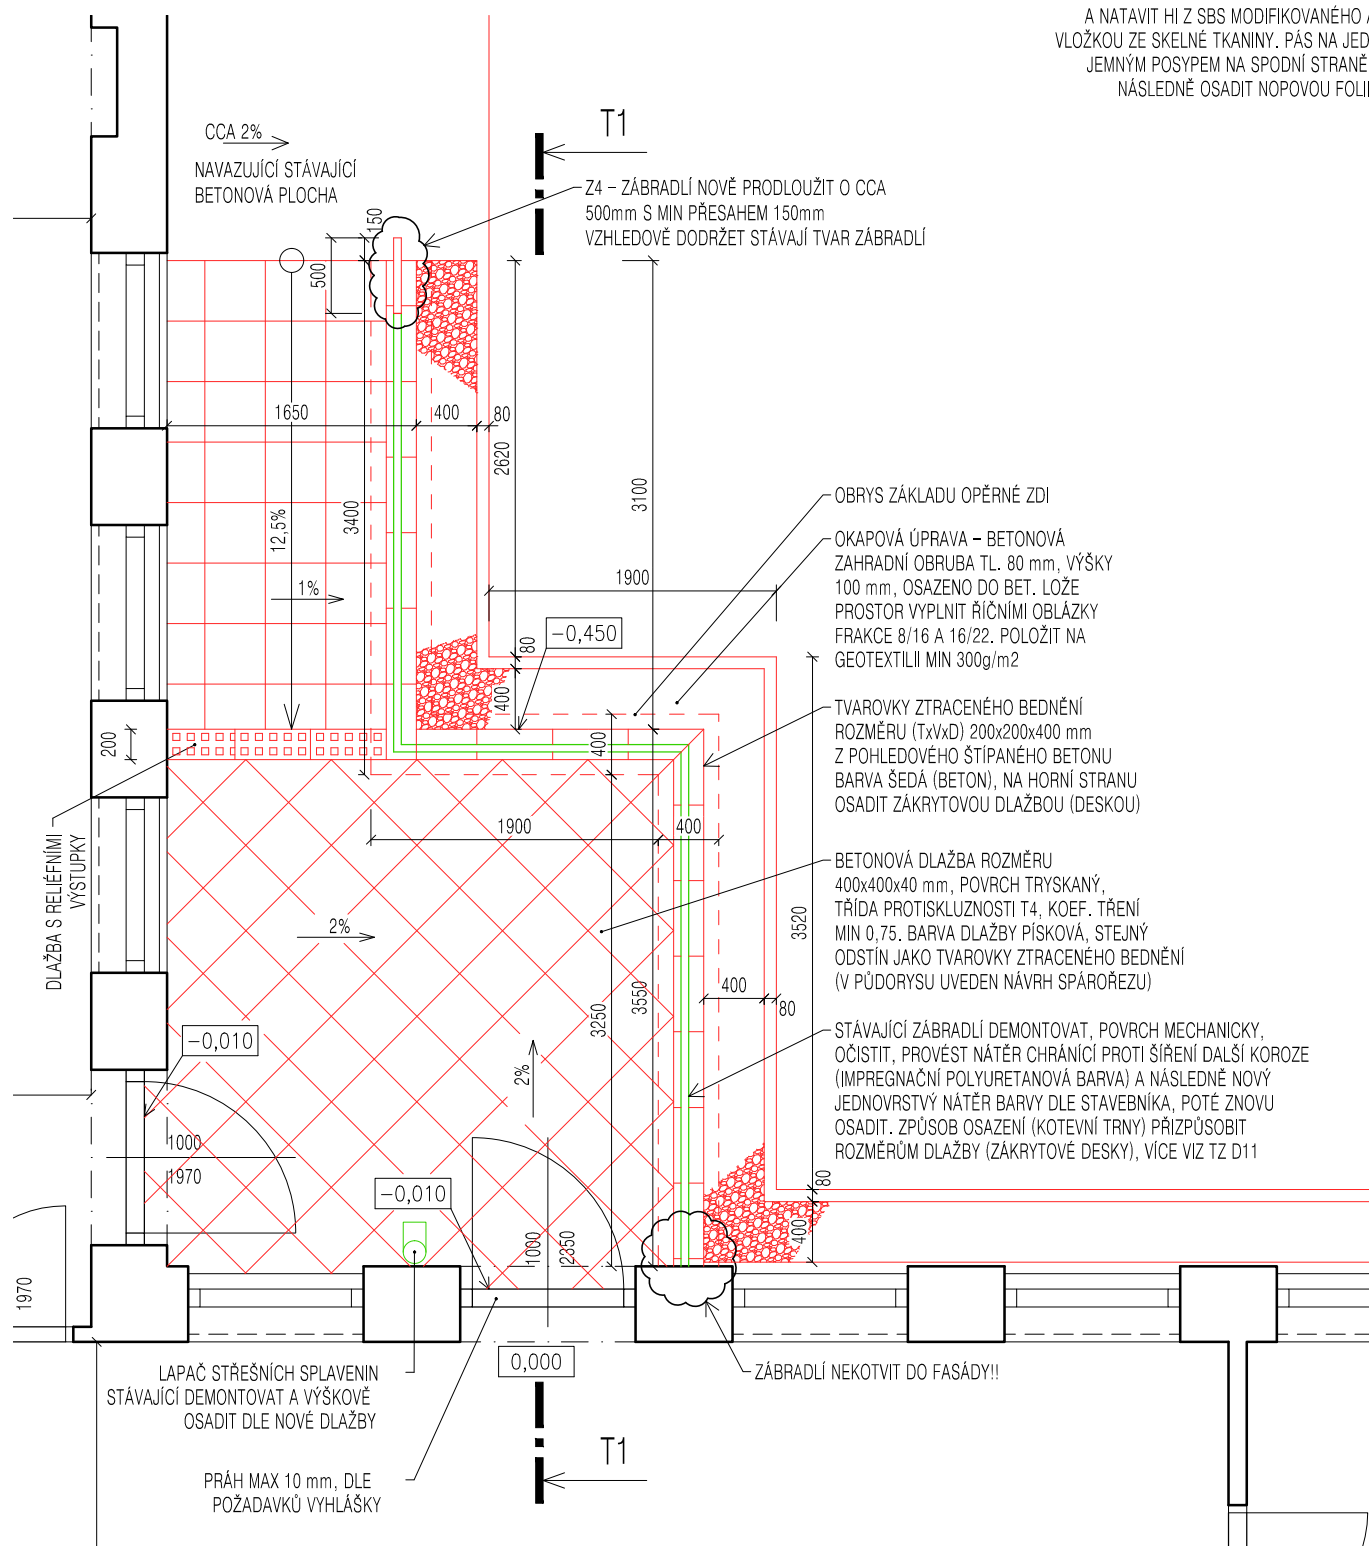 A NATAVIT HI Z SBS MODIFIKOVANÉHO
VLOŽKOU ZE SKELNÉ TKANINY. PÁS NA JED
JEMNÝM POSYPEM NA SPODNÍ STRANĚ
NÁSLEDNĚ OSADIT NOPOVOU FOLII
CCA 2%
NAVAZUJÍCÍ STÁVAJÍCÍ
BETONOVÁ PLOCHA
T1
Z4 – ZÁBRADLÍ NOVĚ PRODLOUŽIT O CCA
500mm S MIN PŘESAHEM 150mm
VZHLEDOVĚ DODRŽET STÁVAJÍ TVAR ZÁBRADLÍ
150
500
1650
400
80
2620
3100
3400
12,5%
1%
1900
-0,450
80
400
OBRYS ZÁKLADU OPĚRNÉ ZDI
OKAPOVÁ ÚPRAVA – BETONOVÁ
ZAHRADNÍ OBRUBA TL. 80 mm, VÝŠKY
100 mm, OSAZENO DO BET. LOŽE
PROSTOR VYPLNIT ŘÍČNÍMI OBLÁZKY
FRAKCE 8/16 A 16/22. POLOŽIT NA
GEOTEXTILII MIN 300g/m2
TVAROVKY ZTRACENÉHO BEDNĚNÍ
ROZMĚRU (TxVxD) 200x200x400 mm
Z POHLEDOVÉHO ŠTÍPANÉHO BETONU
BARVA ŠEDÁ (BETON), NA HORNÍ STRANU
OSADIT ZÁKRYTOVOU DLAŽBOU (DESKOU)
200
400
1900
400
DLAŽBA S RELIÉFNÍMI
VÝSTUPKY
BETONOVÁ DLAŽBA ROZMĚRU
400x400x40 mm, POVRCH TRYSKANÝ,
TŘÍDA PROTISKLUZNOSTI T4, KOEF. TŘENÍ
MIN 0,75. BARVA DLAŽBY PÍSKOVÁ, STEJNÝ
ODSTÍN JAKO TVAROVKY ZTRACENÉHO BEDNĚNÍ
(V PŮDORYSU UVEDEN NÁVRH SPÁROŘEZU)
2%
3520
400
80
3250
3550
-0,010
2%
STÁVAJÍCÍ ZÁBRADLÍ DEMONTOVAT, POVRCH MECHANICKY,
OČISTIT, PROVÉST NÁTĚR CHRÁNÍCÍ PROTI ŠÍŘENÍ DALŠÍ KOROZE
(IMPREGNAČNÍ POLYURETANOVÁ BARVA) A NÁSLEDNĚ NOVÝ
JEDNOVRSTVÝ NÁTĚR BARVY DLE STAVEBNÍKA, POTÉ ZNOVU
OSADIT. ZPŮSOB OSAZENÍ (KOTEVNÍ TRNY) PŘIZPŮSOBIT
ROZMĚRŮM DLAŽBY (ZÁKRYTOVÉ DESKY), VÍCE VIZ TZ D11
1000
1970
-0,010
80
400
1000
2350
1970
0,000
LAPAČ STŘEŠNÍCH SPLAVENIN
STÁVAJÍCÍ DEMONTOVAT A VÝŠKOVĚ
OSADIT DLE NOVÉ DLAŽBY
ZÁBRADLÍ NEKOTVIT DO FASÁDY!!
T1
PRÁH MAX 10 mm, DLE
POŽADAVKŮ VYHLÁŠKY